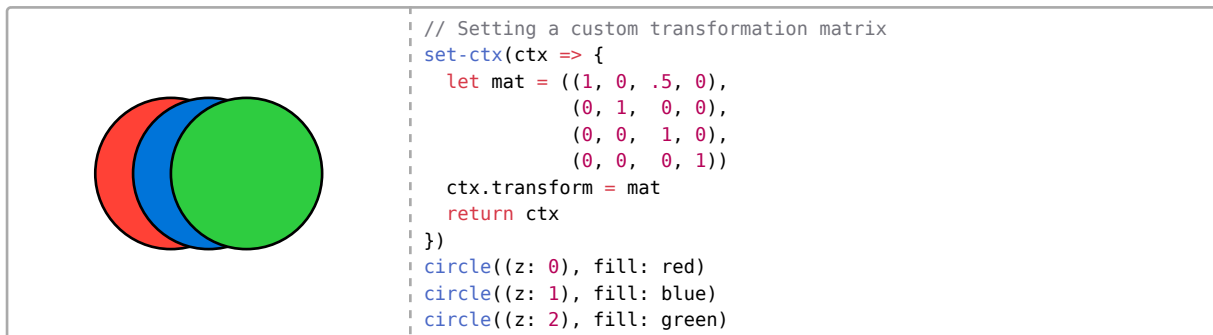 // Setting a custom transformation matrix
set-ctx(ctx => {
  let mat = ((1, 0, .5, 0),
             (0, 1,  0, 0),
             (0, 0,  1, 0),
             (0, 0,  0, 1))
  ctx.transform = mat
  return ctx
})
circle((z: 0), fill: red)
circle((z: 1), fill: blue)
circle((z: 2), fill: green)